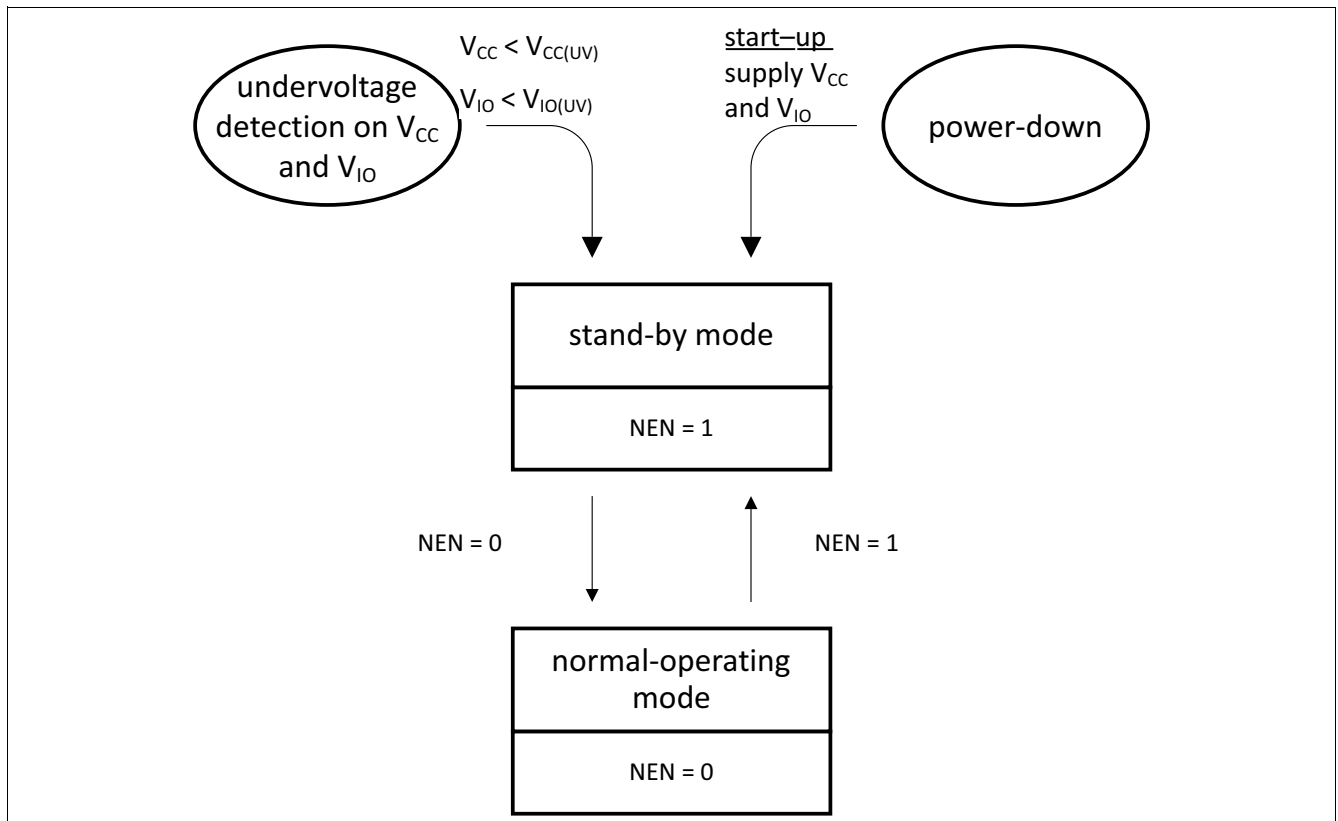 undervoltage
detection on VCC
and VIO
VCC < VCC(UV)
VIO < VIO(UV)
start–up
supply VCC
and VIO
power-down
stand-by mode
NEN = 1
NEN = 0
NEN = 1
normal-operating
mode
NEN = 0